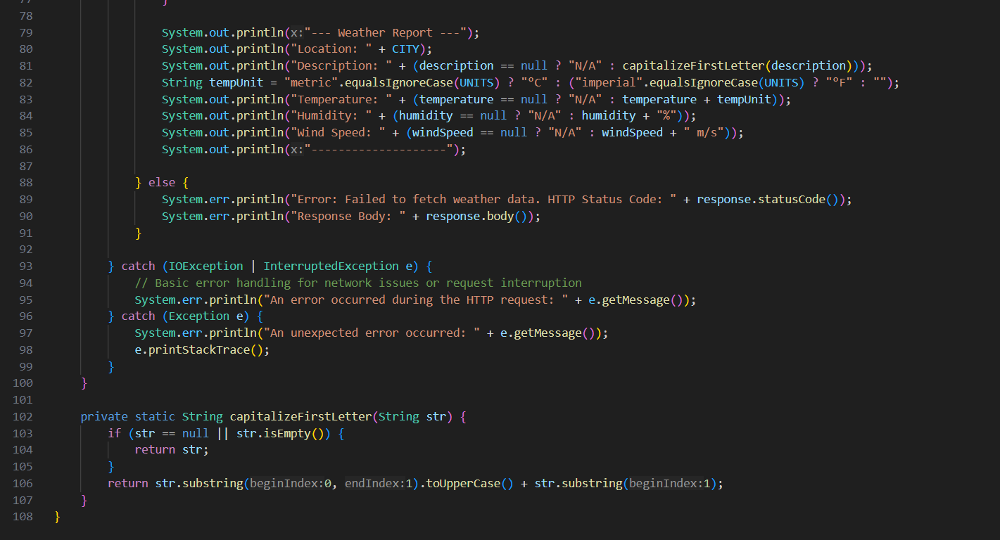 77 }
78
79 System.out.println(x:"--- Weather Report ---");
80 System.out.println("Location: " + CITY);
81 System.out.println("Description: " + (description == null ? "N/A" : capitalizeFirstLetter(description)));
82 String tempUnit = "metric".equalsIgnoreCase(UNITS) ? "°C" : ("imperial".equalsIgnoreCase(UNITS) ? "°F" : "");
83 System.out.println("Temperature: " + (temperature == null ? "N/A" : temperature + tempUnit));
84 System.out.println("Humidity: " + (humidity == null ? "N/A" : humidity + "%"));
85 System.out.println("Wind Speed: " + (windSpeed == null ? "N/A" : windSpeed + " m/s"));
86 System.out.println(x:"--------------------");
87
88 } else {
89 System.err.println("Error: Failed to fetch weather data. HTTP Status Code: " + response.statusCode());
90 System.err.println("Response Body: " + response.body());
91 }
92
93 } catch (IOException | InterruptedException e) {
94 // Basic error handling for network issues or request interruption
95 System.err.println("An error occurred during the HTTP request: " + e.getMessage());
96 } catch (Exception e) {
97 System.err.println("An unexpected error occurred: " + e.getMessage());
98 e.printStackTrace();
99 }
100 }
101
102 private static String capitalizeFirstLetter(String str) {
103 if (str == null || str.isEmpty()) {
104 return str;
105 }
106 return str.substring(beginIndex:0, endIndex:1).toUpperCase() + str.substring(beginIndex:1);
107 }
108 }